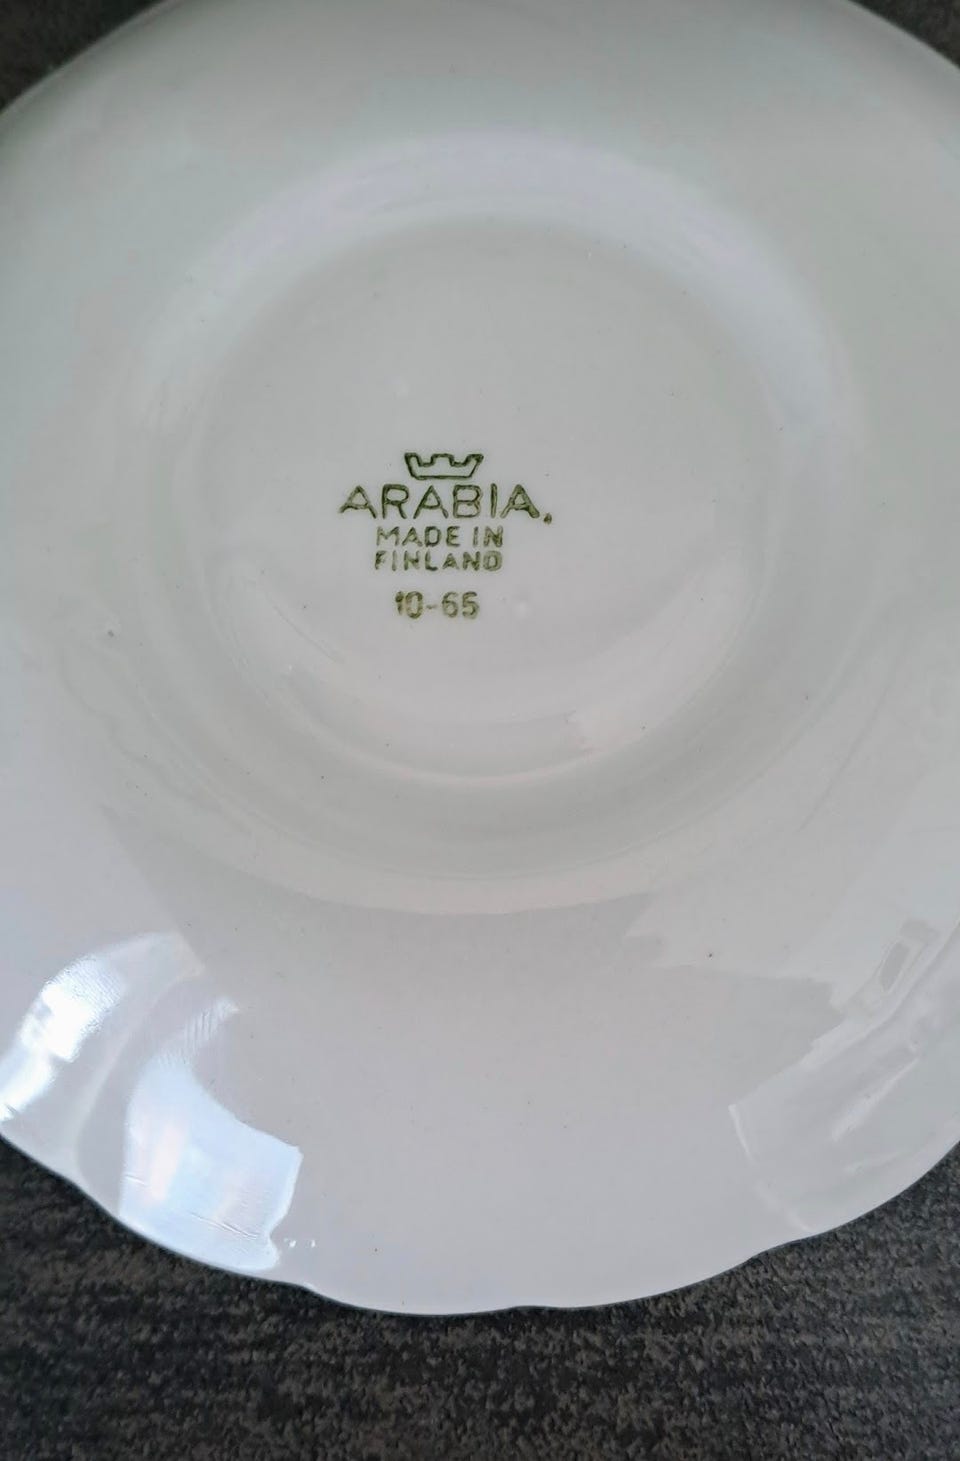 ARABIA.
MADE IN
FINLAND
10-65